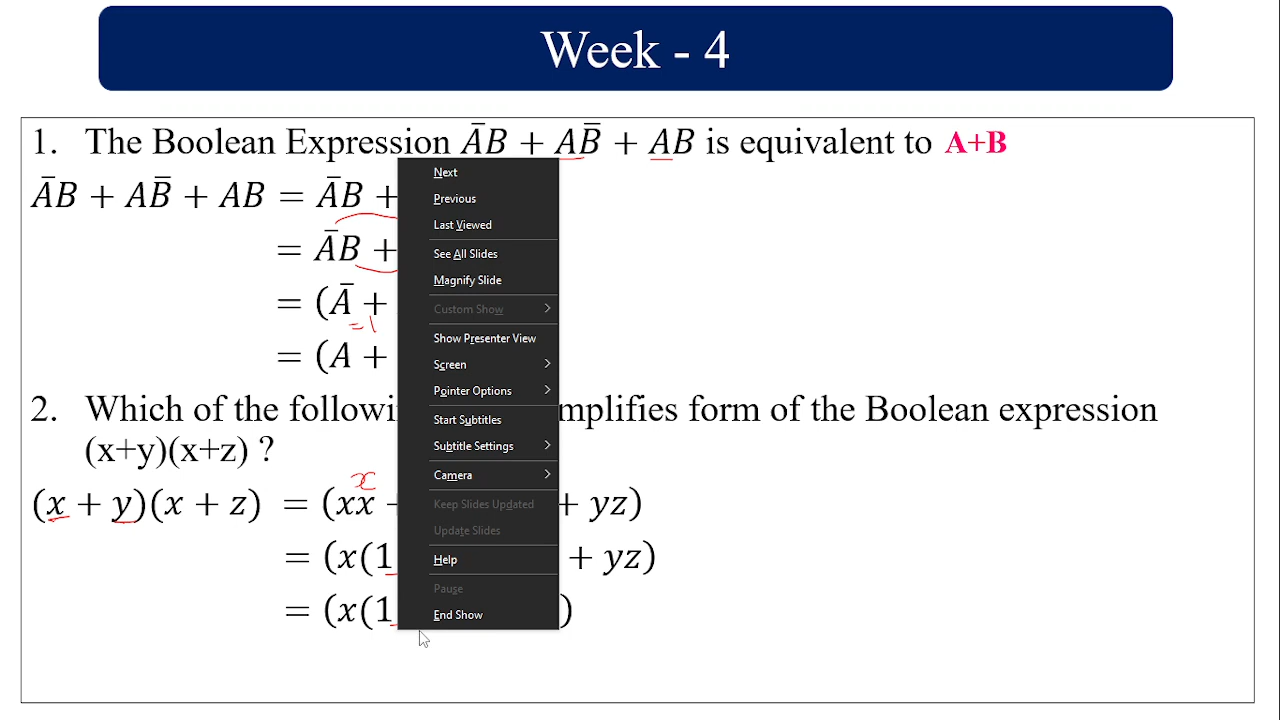 Week - 4
1. The Boolean Expression ĀB + AB̄ + AB is equivalent to A+B
ĀB + AB̄ + AB = ĀB +
= ĀB +
= (Ā +
=1
= (A +
2. Which of the followi mplifies form of the Boolean expression
(x+y)(x+z) ?
x
(x + y)(x + z) = (xx + yz)
= (x(1 + yz)
= (x(1 )
Next
Previous
Last Viewed
See All Slides
Magnify Slide
Custom Show
Show Presenter View
Screen
Pointer Options
Start Subtitles
Subtitle Settings
Camera
Keep Slides Updated
Update Slides
Help
Pause
End Show